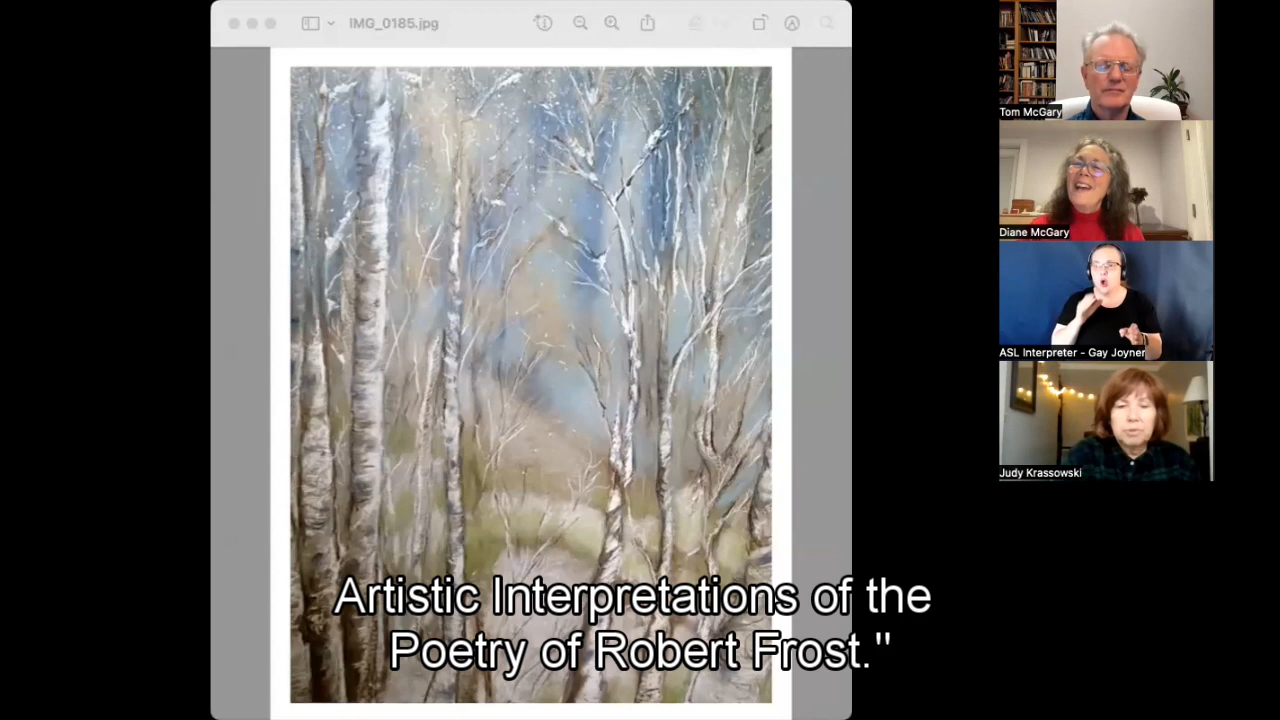 IMG_0185.jpg
Tom McGary
Diane McGary
ASL Interpreter - Gay Joyner
Judy Krassowski
Artistic Interpretations of the
Poetry of Robert Frost."